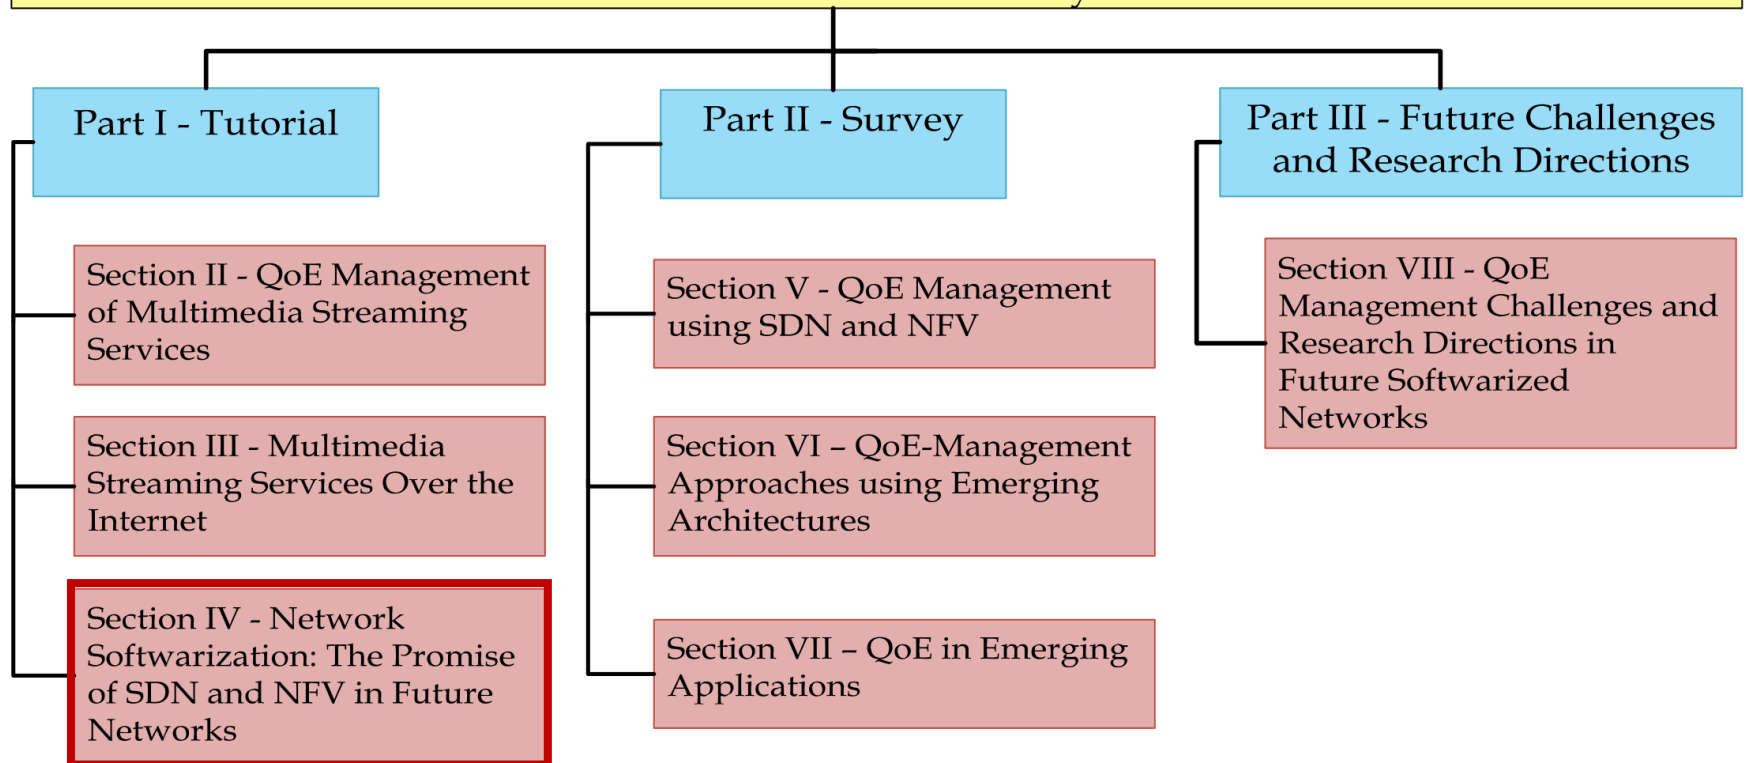 Part I - Tutorial
Section II - QoE Management
of Multimedia Streaming
Services
Section III - Multimedia
Streaming Services Over the
Internet
Section IV - Network
Softwarization: The Promise
of SDN and NFV in Future
Networks
Part II - Survey
Section V - QoE Management
using SDN and NFV
Section VI – QoE-Management
Approaches using Emerging
Architectures
Section VII – QoE in Emerging
Applications
Part III - Future Challenges
and Research Directions
Section VIII - QoE
Management Challenges and
Research Directions in
Future Softwarized
Networks